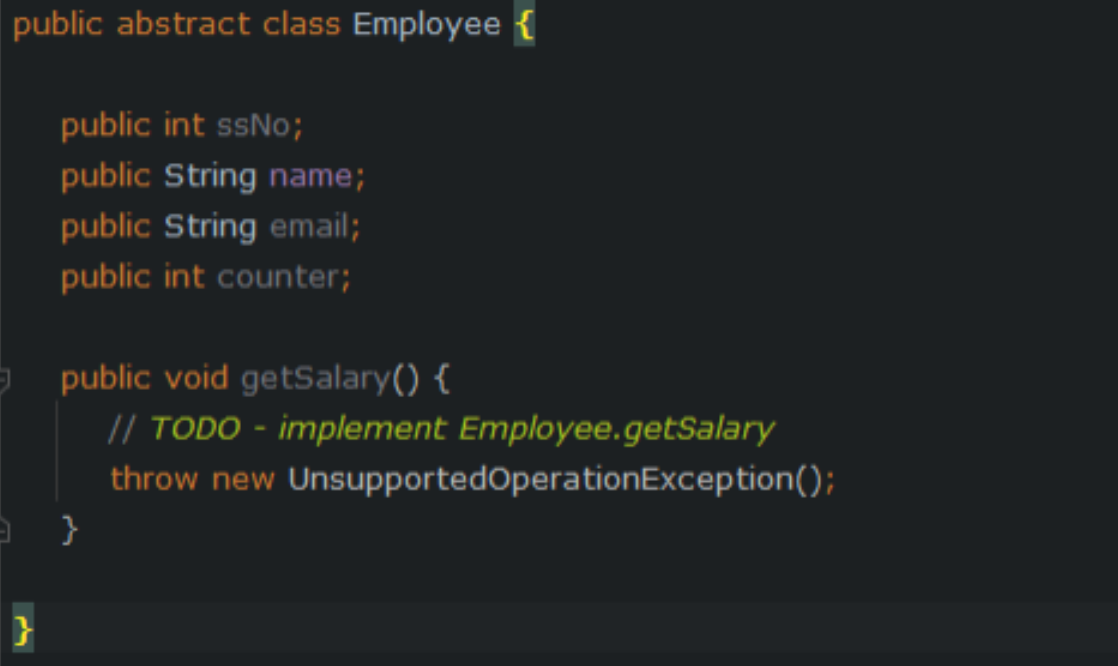 public abstract class Employee {
public int ssNo;
public String name;
public String email;
public int counter;
public void getSalary() {
// TODO - implement Employee.getSalary
throw new UnsupportedOperationException();
}
}